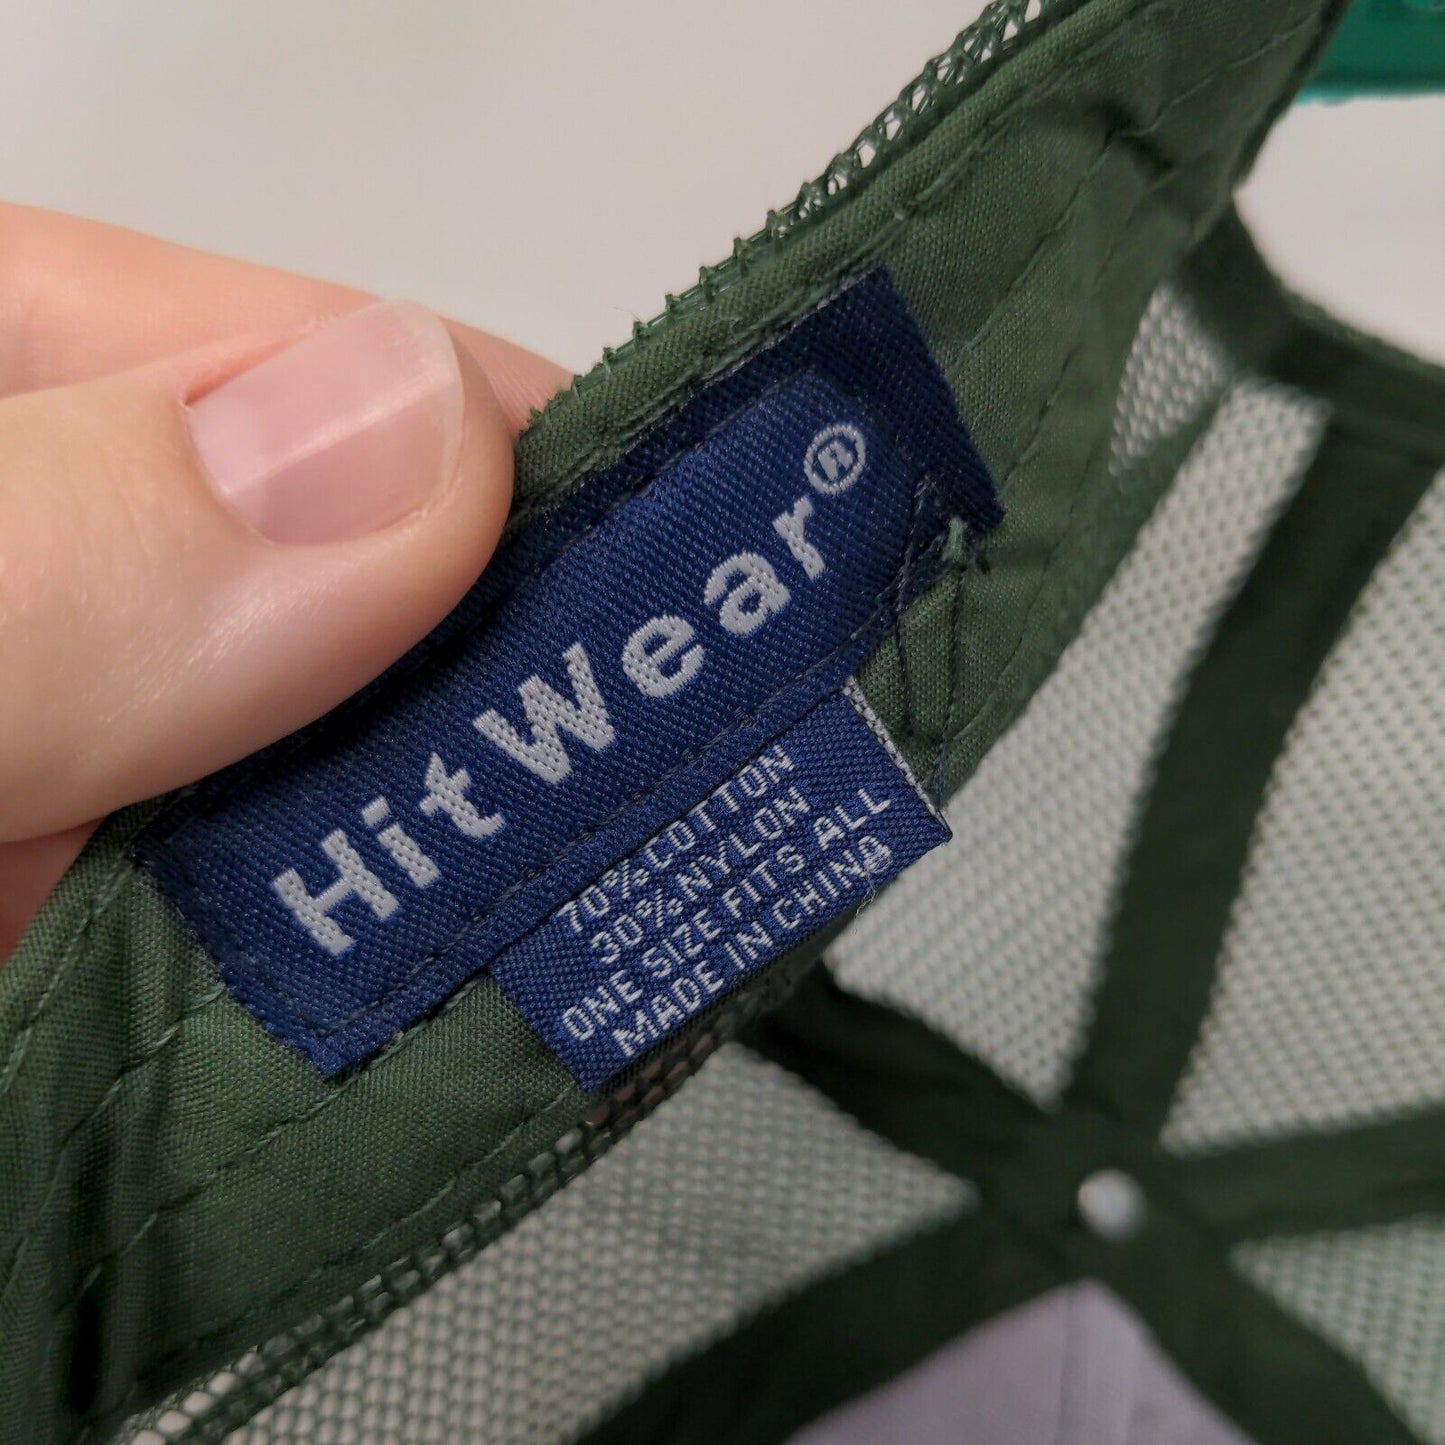 HitWear®
70% COTTON
30% NYLON
ONE SIZE FITS ALL
MADE IN CHINA